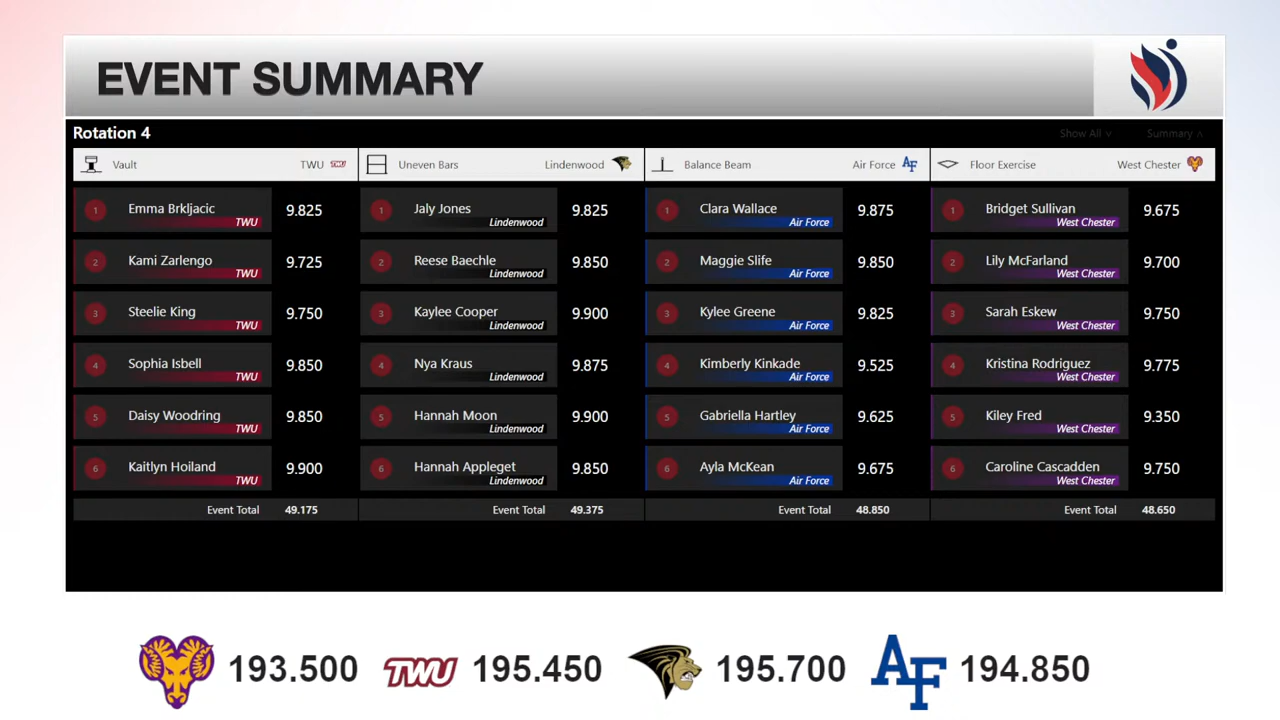 EVENT SUMMARY
Rotation 4
Show All Summary
Vault TWU TWU
Uneven Bars Lindenwood
Balance Beam Air Force AF
Floor Exercise West Chester
1 Emma Brkljacic 9.825
TWU
2 Kami Zarlengo 9.725
TWU
3 Steelie King 9.750
TWU
4 Sophia Isbell 9.850
TWU
5 Daisy Woodring 9.850
TWU
6 Kaitlyn Hoiland 9.900
TWU
Event Total 49.175
1 Jaly Jones 9.825
Lindenwood
2 Reese Baechle 9.850
Lindenwood
3 Kaylee Cooper 9.900
Lindenwood
4 Nya Kraus 9.875
Lindenwood
5 Hannah Moon 9.900
Lindenwood
6 Hannah Appleget 9.850
Lindenwood
Event Total 49.375
1 Clara Wallace 9.875
Air Force
2 Maggie Slife 9.850
Air Force
3 Kylee Greene 9.825
Air Force
4 Kimberly Kinkade 9.525
Air Force
5 Gabriella Hartley 9.625
Air Force
6 Ayla McKean 9.675
Air Force
Event Total 48.850
1 Bridget Sullivan 9.675
West Chester
2 Lily McFarland 9.700
West Chester
3 Sarah Eskew 9.750
West Chester
4 Kristina Rodriguez 9.775
West Chester
5 Kiley Fred 9.350
West Chester
6 Caroline Cascadden 9.750
West Chester
Event Total 48.650
193.500 TWU 195.450 195.700 AF 194.850